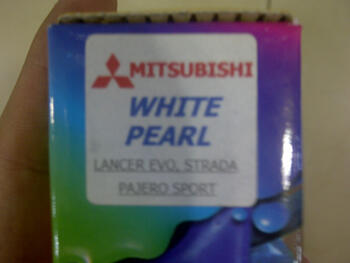 MITSUBISHI
WHITE
PEARL
LANCER EVO, STRADA
PAJERO SPORT